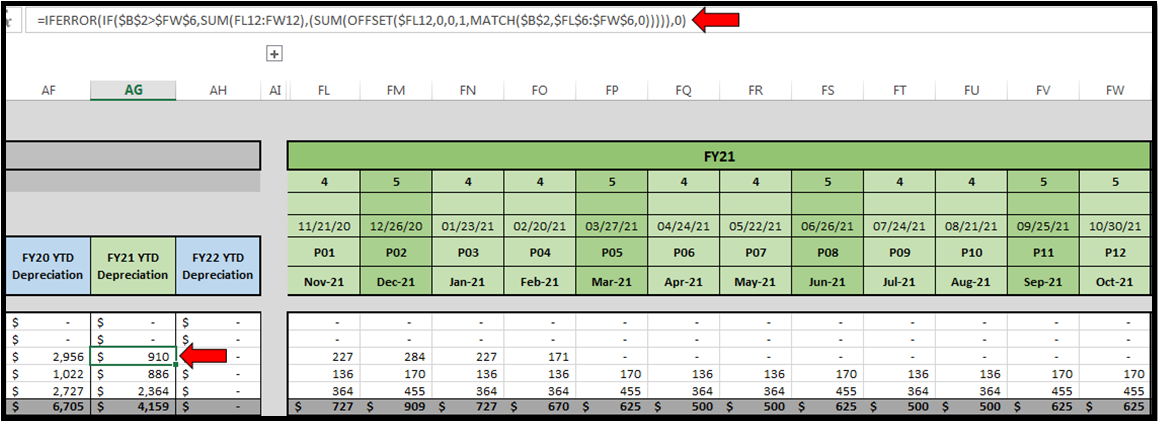 =IFERROR(IF($B$2>$FW$6,SUM(FL12:FW12),(SUM(OFFSET($FL12,0,0,1,MATCH($B$2,$FL$6:$FW$6,0))))),0)
+
AF AG AH AI FL FM FN FO FP FQ FR FS FT FU FV FW
FY21
4 5 4 4 5 4 4 5 4 4 5 5
11/21/20 12/26/20 01/23/21 02/20/21 03/27/21 04/24/21 05/22/21 06/26/21 07/24/21 08/21/21 09/25/21 10/30/21
FY20 YTD Depreciation FY21 YTD Depreciation FY22 YTD Depreciation P01 P02 P03 P04 P05 P06 P07 P08 P09 P10 P11 P12
Nov-21 Dec-21 Jan-21 Feb-21 Mar-21 Apr-21 May-21 Jun-21 Jul-21 Aug-21 Sep-21 Oct-21
$ - $ - $ - - - - - - - - - - - - -
$ - $ - $ - - - - - - - - - - - - -
$ 2,956 $ 910 - 227 284 227 171 - - - - - - - -
$ 1,022 $ 886 $ - 136 170 136 136 170 136 136 170 136 136 170 170
$ 2,727 $ 2,364 $ - 364 455 364 364 455 364 364 455 364 364 455 455
$ 6,705 $ 4,159 $ - $ 727 $ 909 $ 727 $ 670 $ 625 $ 500 $ 500 $ 625 $ 500 $ 500 $ 625 $ 625